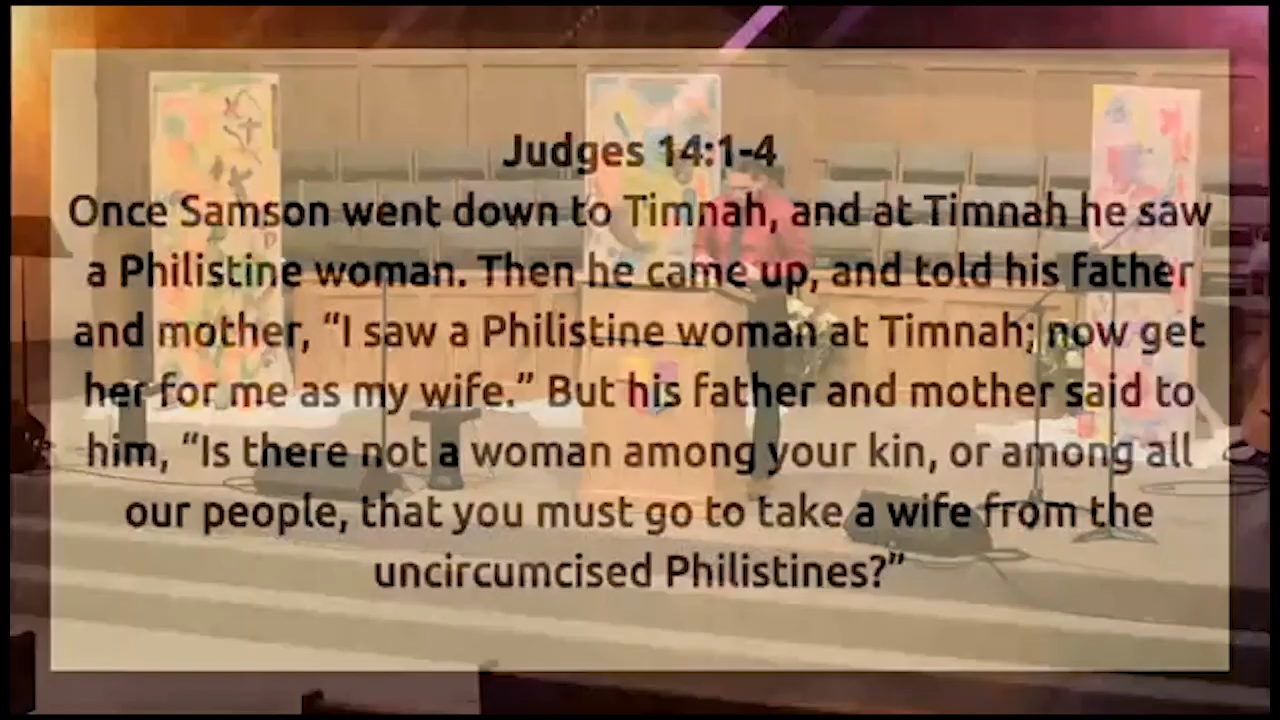 Judges 14:1-4
Once Samson went down to Timnah, and at Timnah he saw
a Philistine woman. Then he came up, and told his father
and mother, “I saw a Philistine woman at Timnah; now get
her for me as my wife.” But his father and mother said to
him, “Is there not a woman among your kin, or among all
our people, that you must go to take a wife from the
uncircumcised Philistines?”